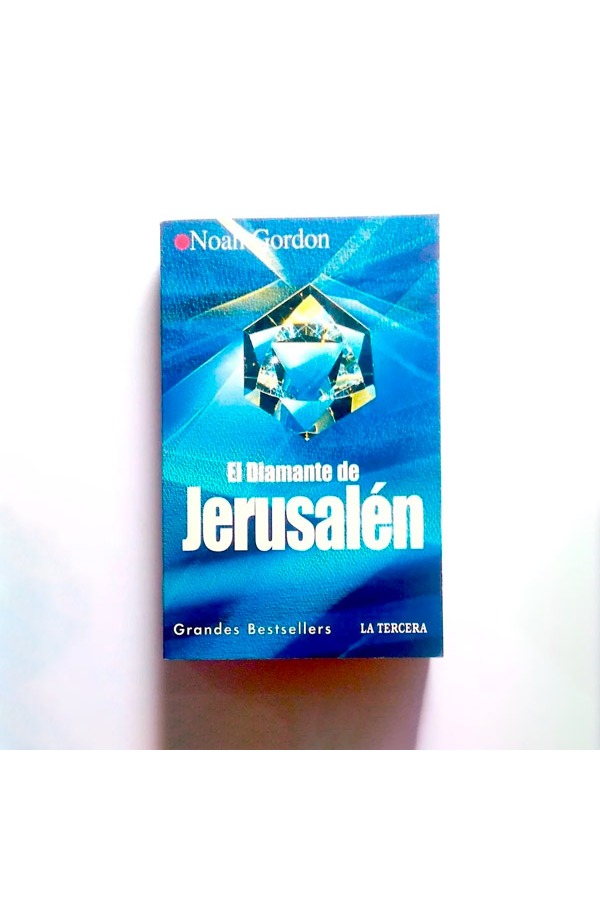 Noah Gordon
El Diamante de
Jerusalén
Grandes Bestsellers LA TERCERA